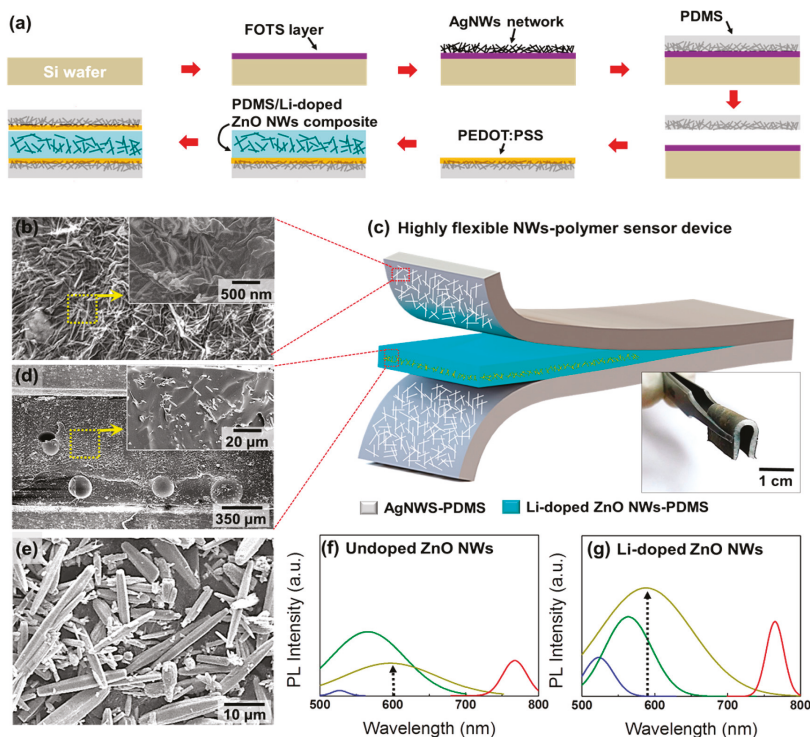 (a)
FOTS layer
AgNWs network
PDMS
Si wafer
PDMS/Li-doped
ZnO NWs composite
PEDOT:PSS
(b)
500 nm
(c) Highly flexible NWs-polymer sensor device
(d)
20 µm
350 µm
1 cm
AgNWS-PDMS
Li-doped ZnO NWs-PDMS
(e)
10 µm
(f) Undoped ZnO NWs
PL Intensity (a.u.)
500 600 700 800
Wavelength (nm)
(g) Li-doped ZnO NWs
PL Intensity (a.u.)
500 600 700 800
Wavelength (nm)